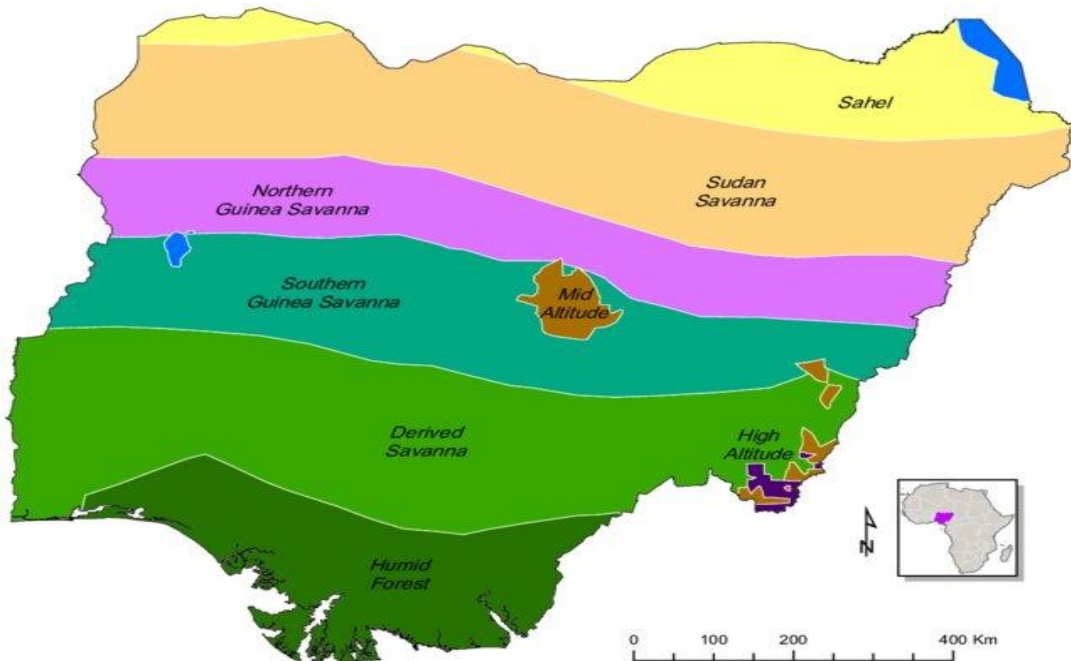 Sahel
Sudan
Savanna
Northern
Guinea Savanna
Southern
Guinea Savanna
Mid
Altitude
Derived
Savanna
High
Altitude
Humid
Forest
N
0 100 200 400 Km